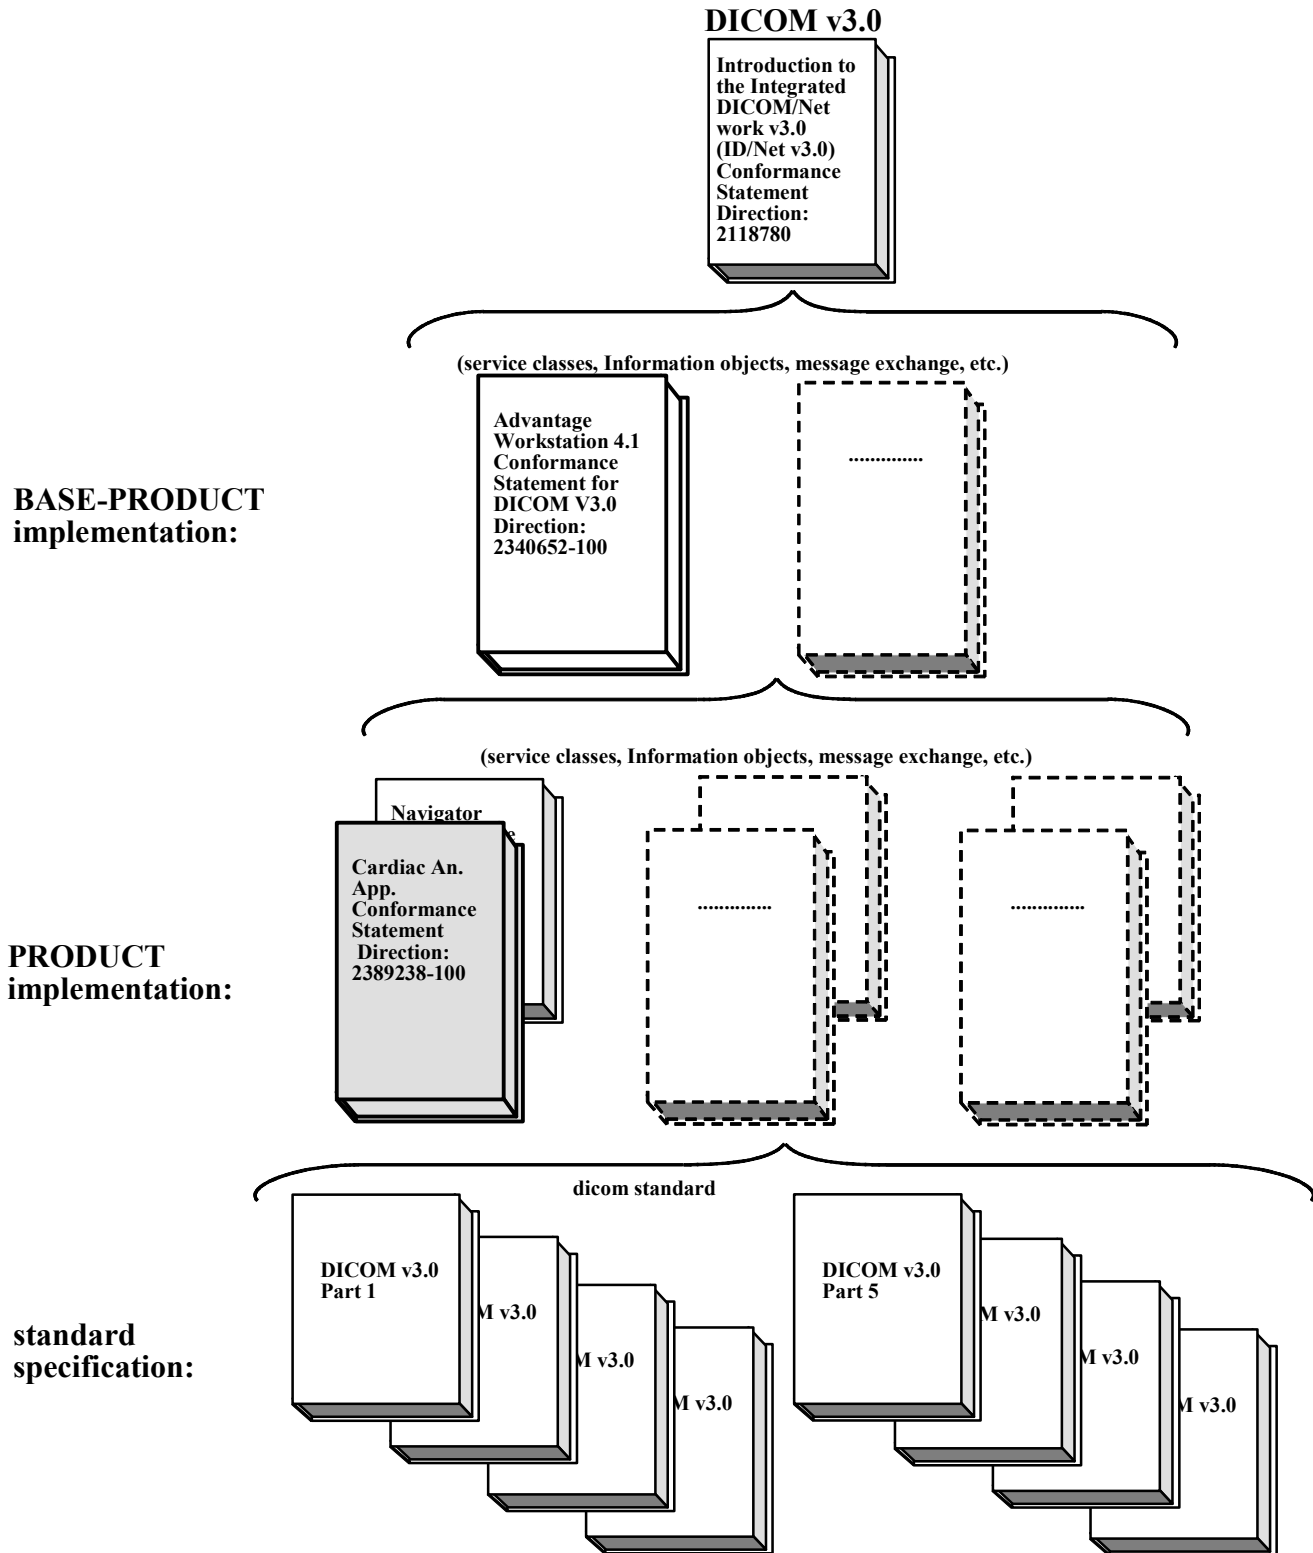 DICOM v3.0
Introduction to
the Integrated
DICOM/Net
work v3.0
(ID/Net v3.0)
Conformance
Statement
Direction:
2118780
(service classes, Information objects, message exchange, etc.)
BASE-PRODUCT
implementation:
Advantage
Workstation 4.1
Conformance
Statement for
DICOM V3.0
Direction:
2340652-100
..............
(service classes, Information objects, message exchange, etc.)
PRODUCT
implementation:
Navigator
Cardiac An.
App.
Conformance
Statement
Direction:
2389238-100
..............
..............
dicom standard
standard
specification:
DICOM v3.0
Part 1
M v3.0
M v3.0
M v3.0
DICOM v3.0
Part 5
M v3.0
M v3.0
M v3.0